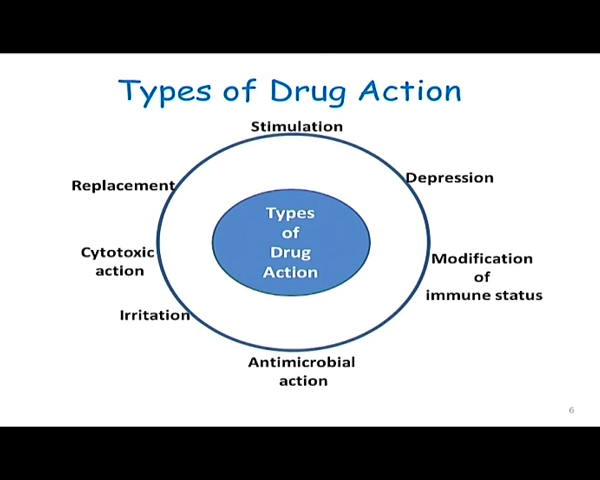 Types of Drug Action
Stimulation
Depression
Modification
of
immune status
Antimicrobial
action
Irritation
Cytotoxic
action
Replacement
Types
of
Drug
Action
6